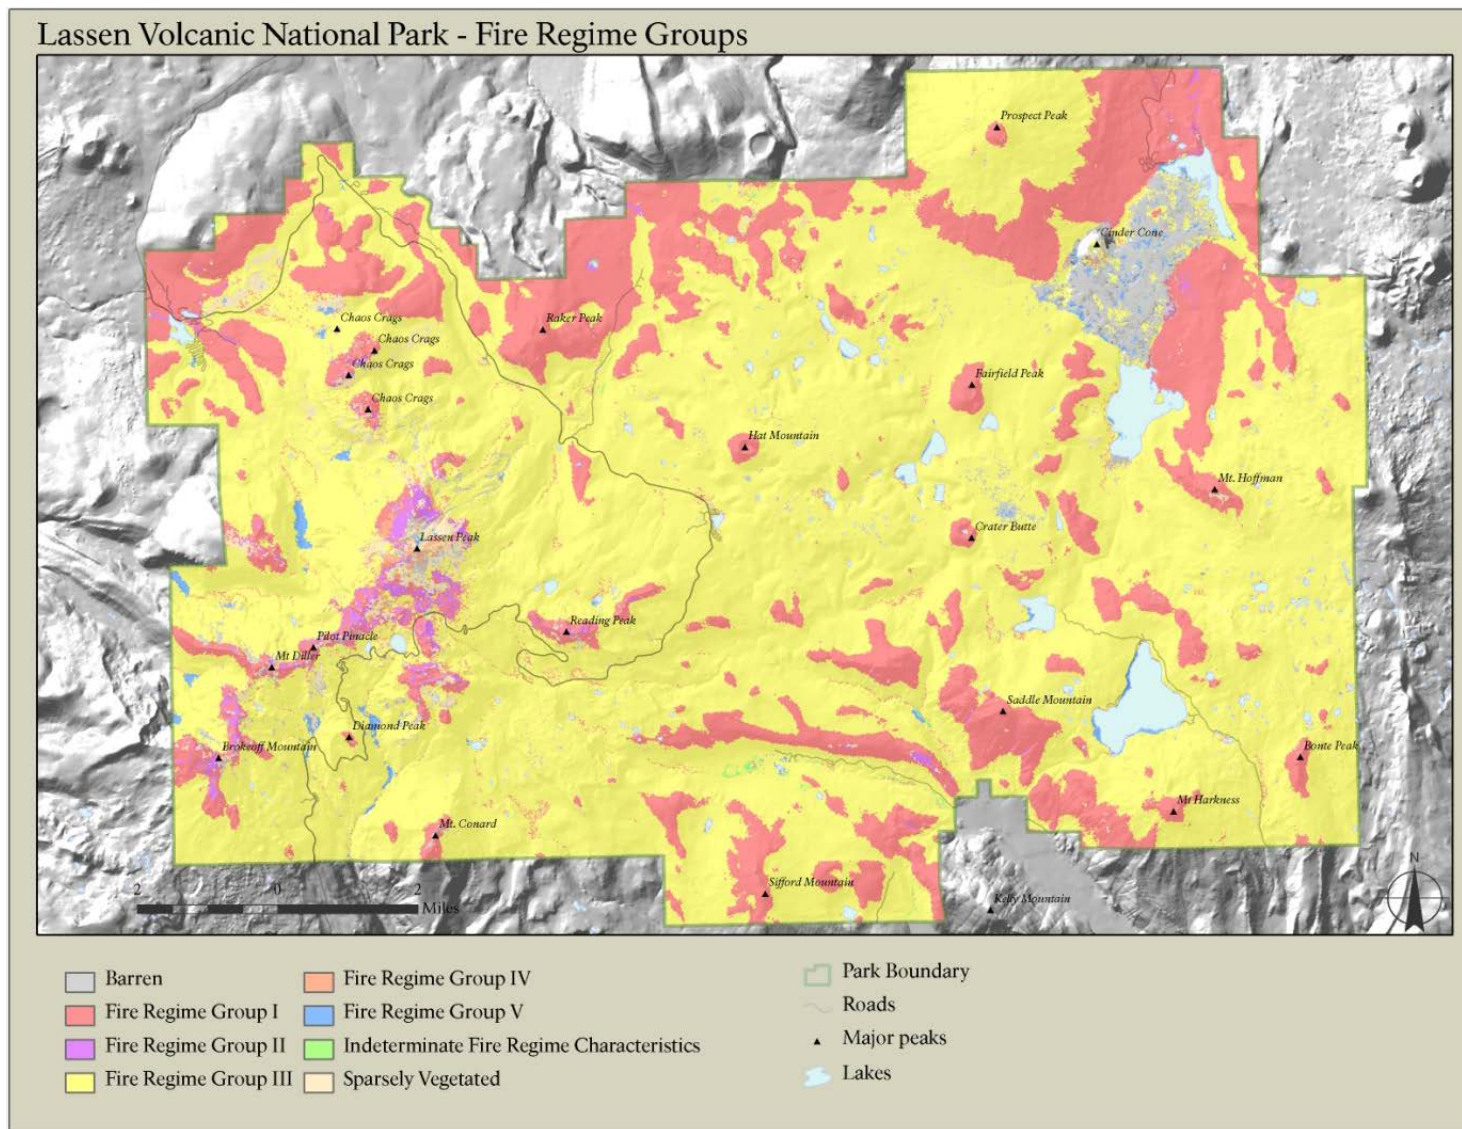 Lassen Volcanic National Park - Fire Regime Groups
Prospect Peak
Cinder Cone
Chaos Crags
Raker Peak
Chaos Crags
Chaos Crags
Fairfield Peak
Chaos Crags
Hat Mountain
Mt. Hoffman
Crater Butte
Lassen Peak
Reading Peak
Pilot Pinacle
Mt Diller
Saddle Mountain
Diamond Peak
Brokeoff Mountain
Bonte Peak
Mt Harkness
Mt. Conard
Sifford Mountain
Kelly Mountain
2 0 2
Miles
N
Barren
Fire Regime Group I
Fire Regime Group II
Fire Regime Group III
Fire Regime Group IV
Fire Regime Group V
Indeterminate Fire Regime Characteristics
Sparsely Vegetated
Park Boundary
Roads
Major peaks
Lakes